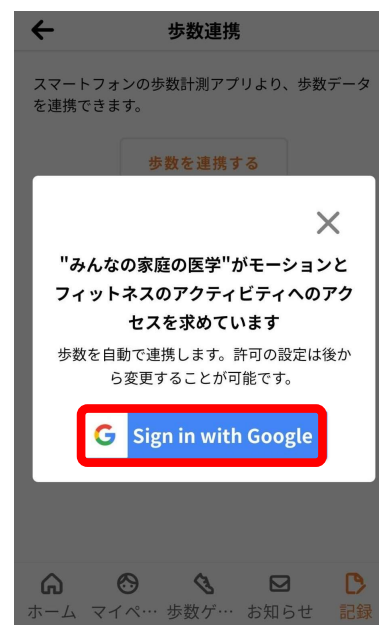 歩数連携
スマートフォンの歩数計測アプリより、歩数データ
を連携できます。
歩数を連携する
"みんなの家庭の医学"がモーションと
フィットネスのアクティビティへのアク
セスを求めています
歩数を自動で連携します。許可の設定は後か
ら変更することが可能です。
Sign in with Google
ホーム マイペ… 歩数ゲ… お知らせ 記録